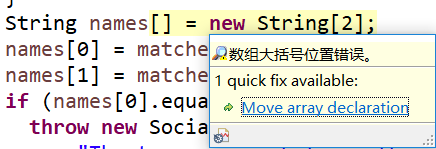 }
String names[] = new String[2];
names[0] = matche
数组大括号位置错误。
names[1] = matche
1 quick fix available:
if (names[0].equa
Move array declaration
throw new Socia